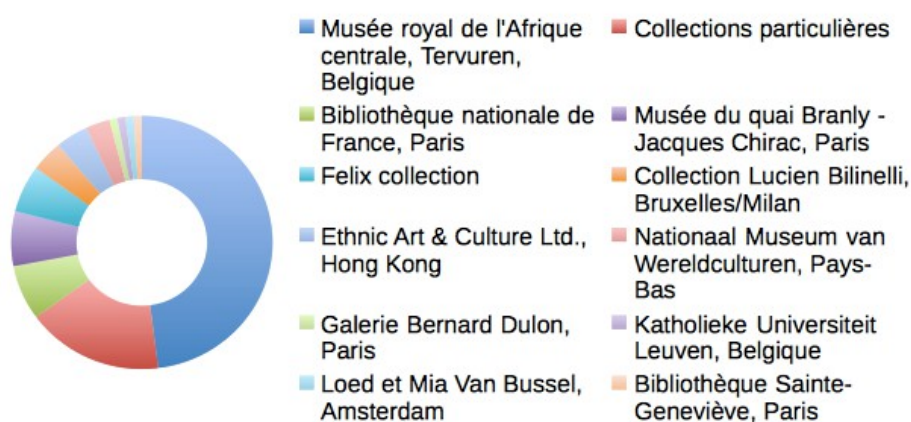 Musée royal de l'Afrique
centrale, Tervuren,
Belgique
Collections particulières
Bibliothèque nationale de
France, Paris
Musée du quai Branly -
Jacques Chirac, Paris
Felix collection
Collection Lucien Bilinelli,
Bruxelles/Milan
Ethnic Art & Culture Ltd.,
Hong Kong
Nationaal Museum van
Wereldculturen, Pays-
Bas
Galerie Bernard Dulon,
Paris
Katholieke Universiteit
Leuven, Belgique
Loed et Mia Van Bussel,
Amsterdam
Bibliothèque Sainte-
Geneviève, Paris